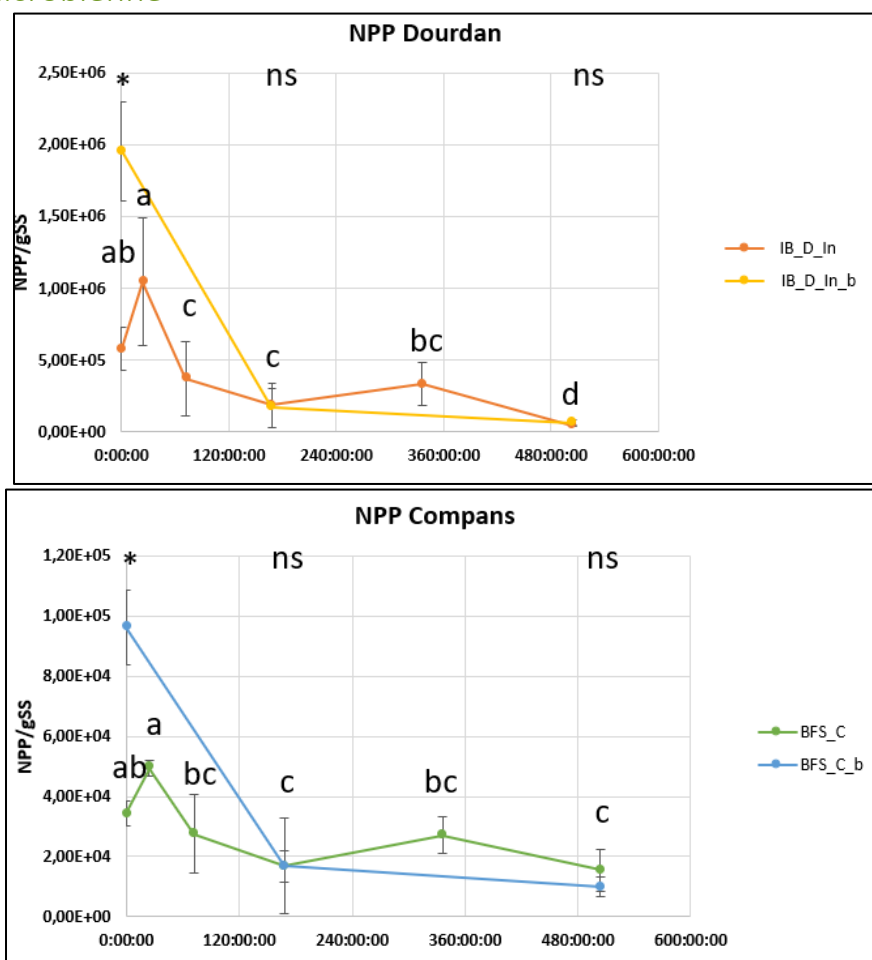 NPP Dourdan
2,50E+06
2,00E+06
1,50E+06
1,00E+06
5,00E+05
0,00E+00
NPP/gSS
* ns ns
a
ab
c
c
bc
d
0:00:00 120:00:00 240:00:00 360:00:00 480:00:00 600:00:00
IB_D_In
IB_D_In_b
NPP Compans
1,20E+05
1,00E+05
8,00E+04
6,00E+04
4,00E+04
2,00E+04
0,00E+00
NPP/gSS
* ns ns
a
ab
bc
c
bc
c
0:00:00 120:00:00 240:00:00 360:00:00 480:00:00 600:00:00
BFS_C
BFS_C_b